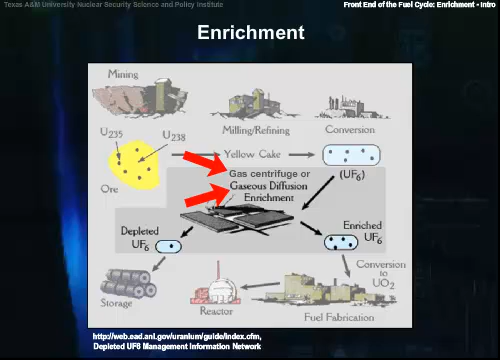 Texas A&M University Nuclear Security Science and Policy Institute
Front End of the Fuel Cycle: Enrichment - Intro
Enrichment
Mining
Milling/Refining
Conversion
U235
U238
Ore
Yellow Cake
(UF6)
Gas centrifuge or
Gaseous Diffusion
Enrichment
Depleted
UF6
Enriched
UF6
Conversion
to
UO2
Storage
Reactor
Fuel Fabrication
http://web.ead.anl.gov/uranium/guide/index.cfm,
Depleted UF6 Management Information Network